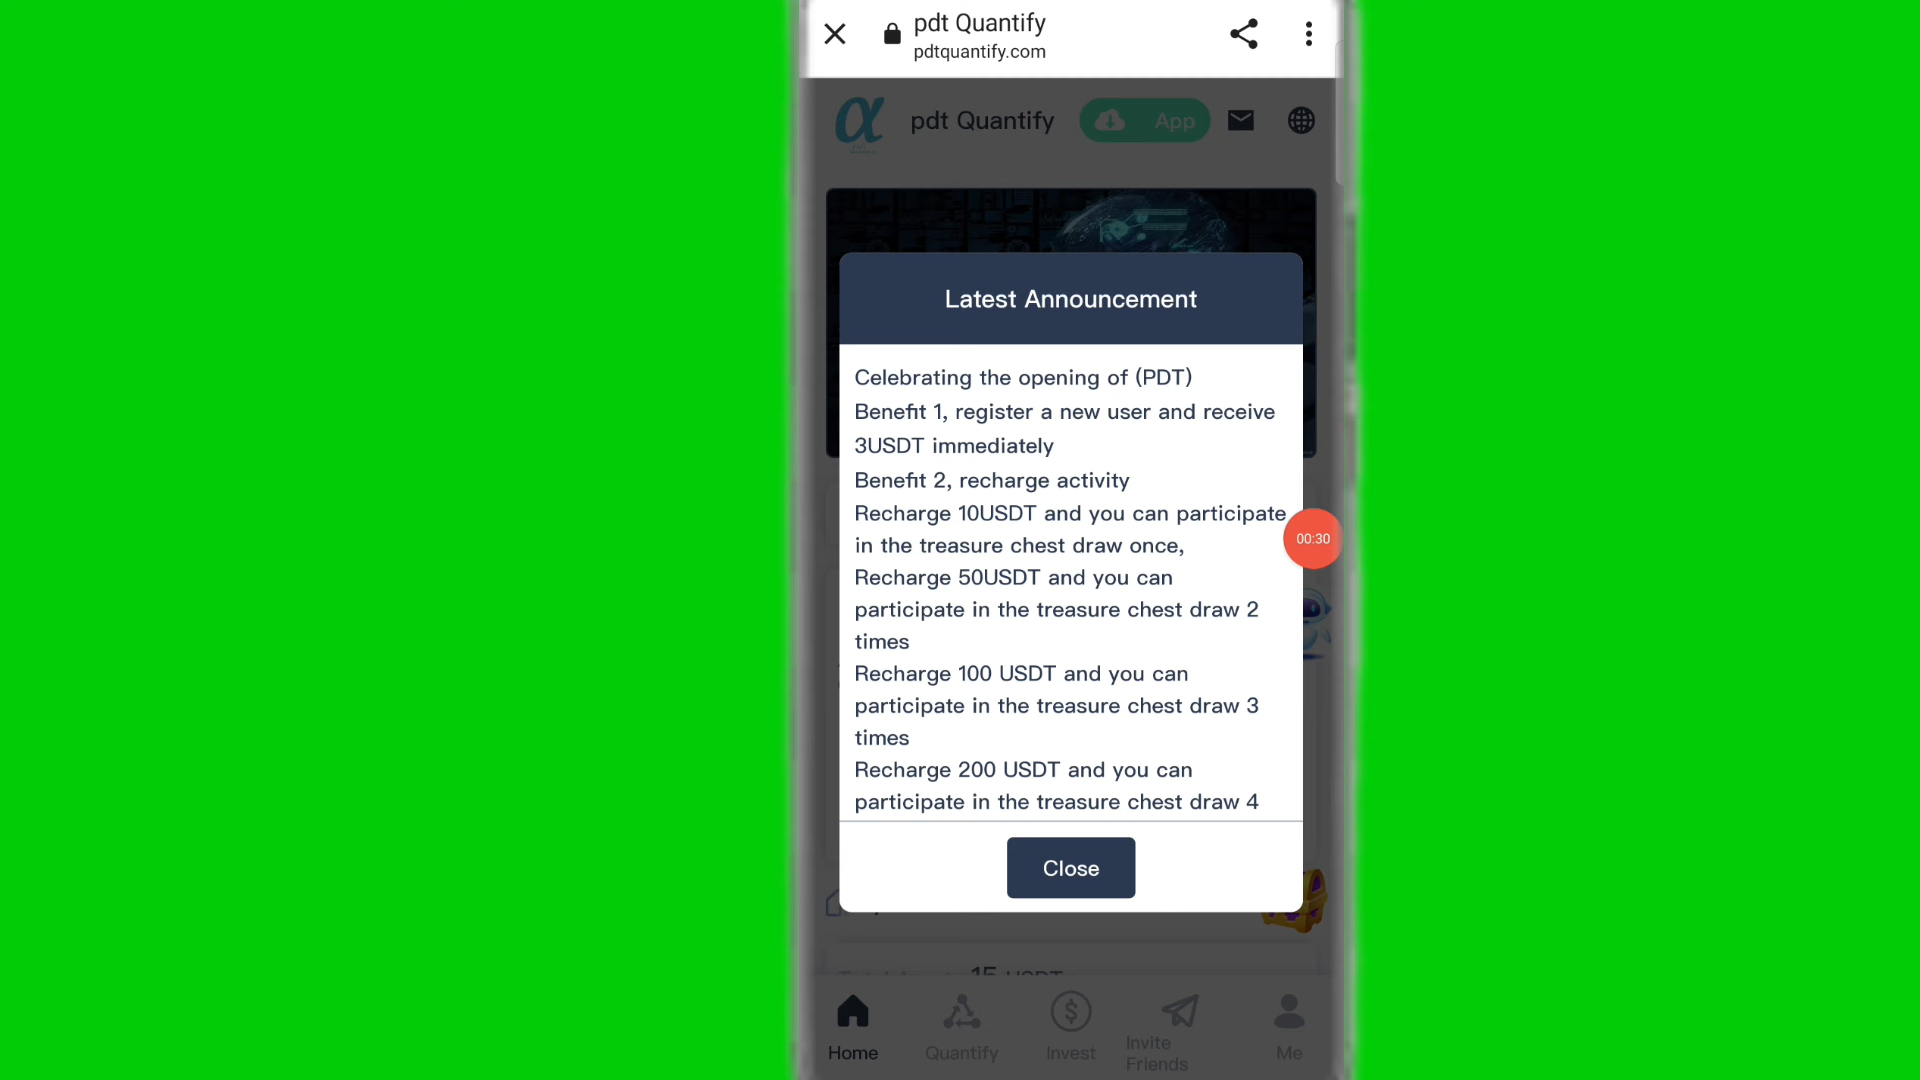 pdt Quantify
pdtquantify.com
pdt Quantify
App
Latest Announcement
Celebrating the opening of (PDT)
Benefit 1, register a new user and receive
3USDT immediately
Benefit 2, recharge activity
Recharge 10USDT and you can participate
in the treasure chest draw once,
Recharge 50USDT and you can
participate in the treasure chest draw 2
times
Recharge 100 USDT and you can
participate in the treasure chest draw 3
times
Recharge 200 USDT and you can
participate in the treasure chest draw 4
00:30
Close
15 USDT
Home
Quantify
Invest
Invite
Friends
Me